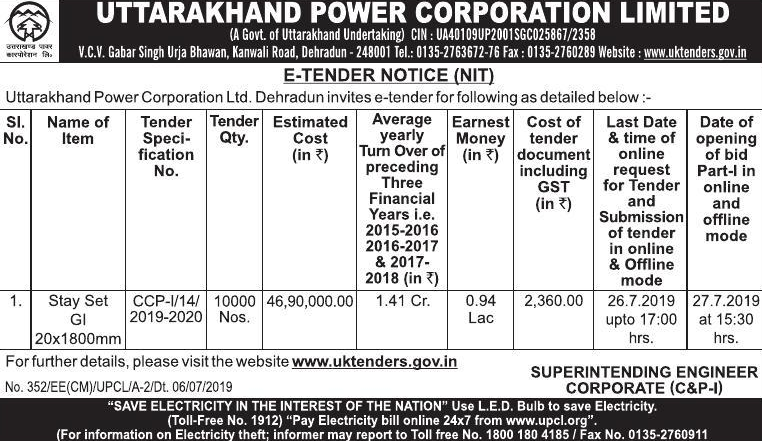 उत्तराखण्ड पावर
कारपोरेशन लि०
UTTARAKHAND POWER CORPORATION LIMITED
(A Govt. of Uttarakhand Undertaking) CIN : UA40109UP2001SGC025867/2358
V.C.V. Gabar Singh Urja Bhawan, Kanwali Road, Dehradun - 248001 Tel.: 0135-2763672-76 Fax : 0135-2760289 Website : www.uktenders.gov.in
E-TENDER NOTICE (NIT)
Uttarakhand Power Corporation Ltd. Dehradun invites e-tender for following as detailed below :-
Sl. No.
Name of Item
Tender Speci-fication No.
Tender Qty.
Estimated Cost (in ₹)
Average yearly Turn Over of preceding Three Financial Years i.e. 2015-2016 2016-2017 & 2017-2018 (in ₹)
Earnest Money (in ₹)
Cost of tender document including GST (in ₹)
Last Date & time of online request for Tender and Submission of tender in online & Offline mode
Date of opening of bid Part-I in online and offline mode
1.
Stay Set GI 20x1800mm
CCP-I/14/ 2019-2020
10000 Nos.
46,90,000.00
1.41 Cr.
0.94 Lac
2,360.00
26.7.2019 upto 17:00 hrs.
27.7.2019 at 15:30 hrs.
For further details, please visit the website www.uktenders.gov.in
SUPERINTENDING ENGINEER
CORPORATE (C&P-I)
No. 352/EE(CM)/UPCL/A-2/Dt. 06/07/2019
“SAVE ELECTRICITY IN THE INTEREST OF THE NATION” Use L.E.D. Bulb to save Electricity.
(Toll-Free No. 1912) “Pay Electricity bill online 24x7 from www.upcl.org”.
(For information on Electricity theft; informer may report to Toll free No. 1800 180 4185 / Fax No. 0135-2760911